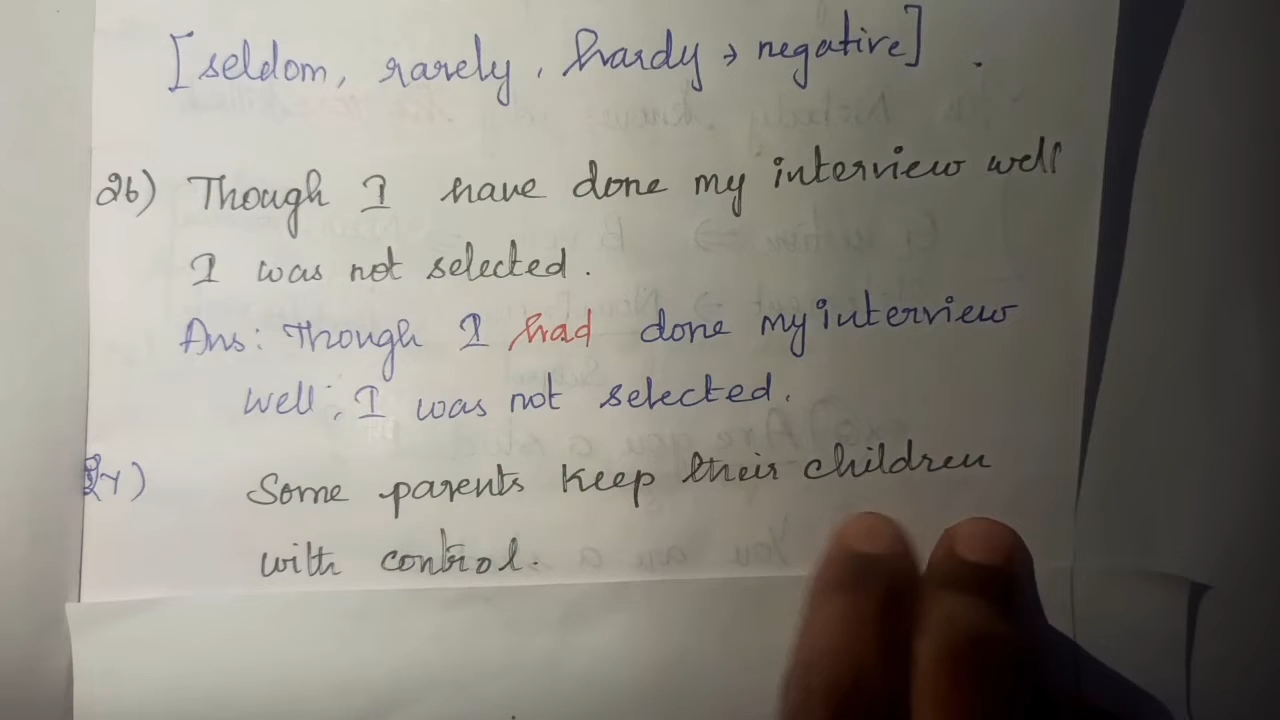 [seldom, rarely, hardy → negative] .
26) Though I have done my interview well
I was not selected.
Ans: Though I had done my interview
well, I was not selected.
27) Some parents keep their children
with control.